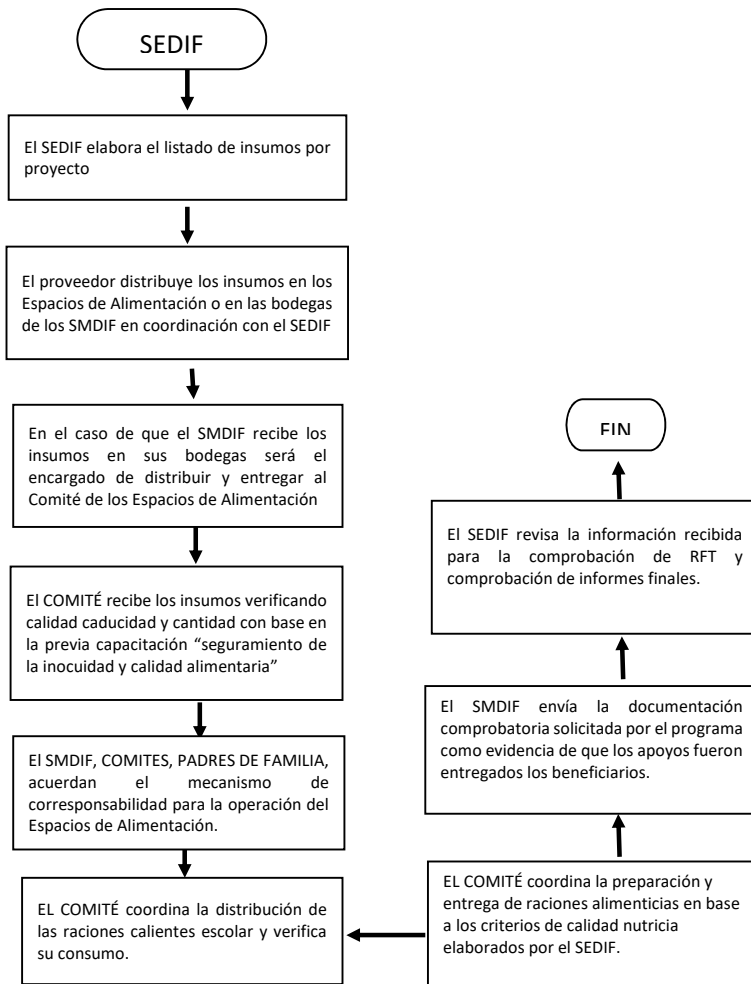 SEDIF
El SEDIF elabora el listado de insumos por
proyecto
El proveedor distribuye los insumos en los
Espacios de Alimentación o en las bodegas
de los SMDIF en coordinación con el SEDIF
En el caso de que el SMDIF recibe los
insumos en sus bodegas será el
encargado de distribuir y entregar al
Comité de los Espacios de Alimentación
El COMITÉ recibe los insumos verificando
calidad caducidad y cantidad con base en
la previa capacitación “seguramiento de
la inocuidad y calidad alimentaria”
El SMDIF, COMITES, PADRES DE FAMILIA,
acuerdan el mecanismo de
corresponsabilidad para la operación del
Espacios de Alimentación.
EL COMITÉ coordina la distribución de
las raciones calientes escolar y verifica
su consumo.
EL COMITÉ coordina la preparación y
entrega de raciones alimenticias en base
a los criterios de calidad nutricia
elaborados por el SEDIF.
El SMDIF envía la documentación
comprobatoria solicitada por el programa
como evidencia de que los apoyos fueron
entregados los beneficiarios.
El SEDIF revisa la información recibida
para la comprobación de RFT y
comprobación de informes finales.
FIN